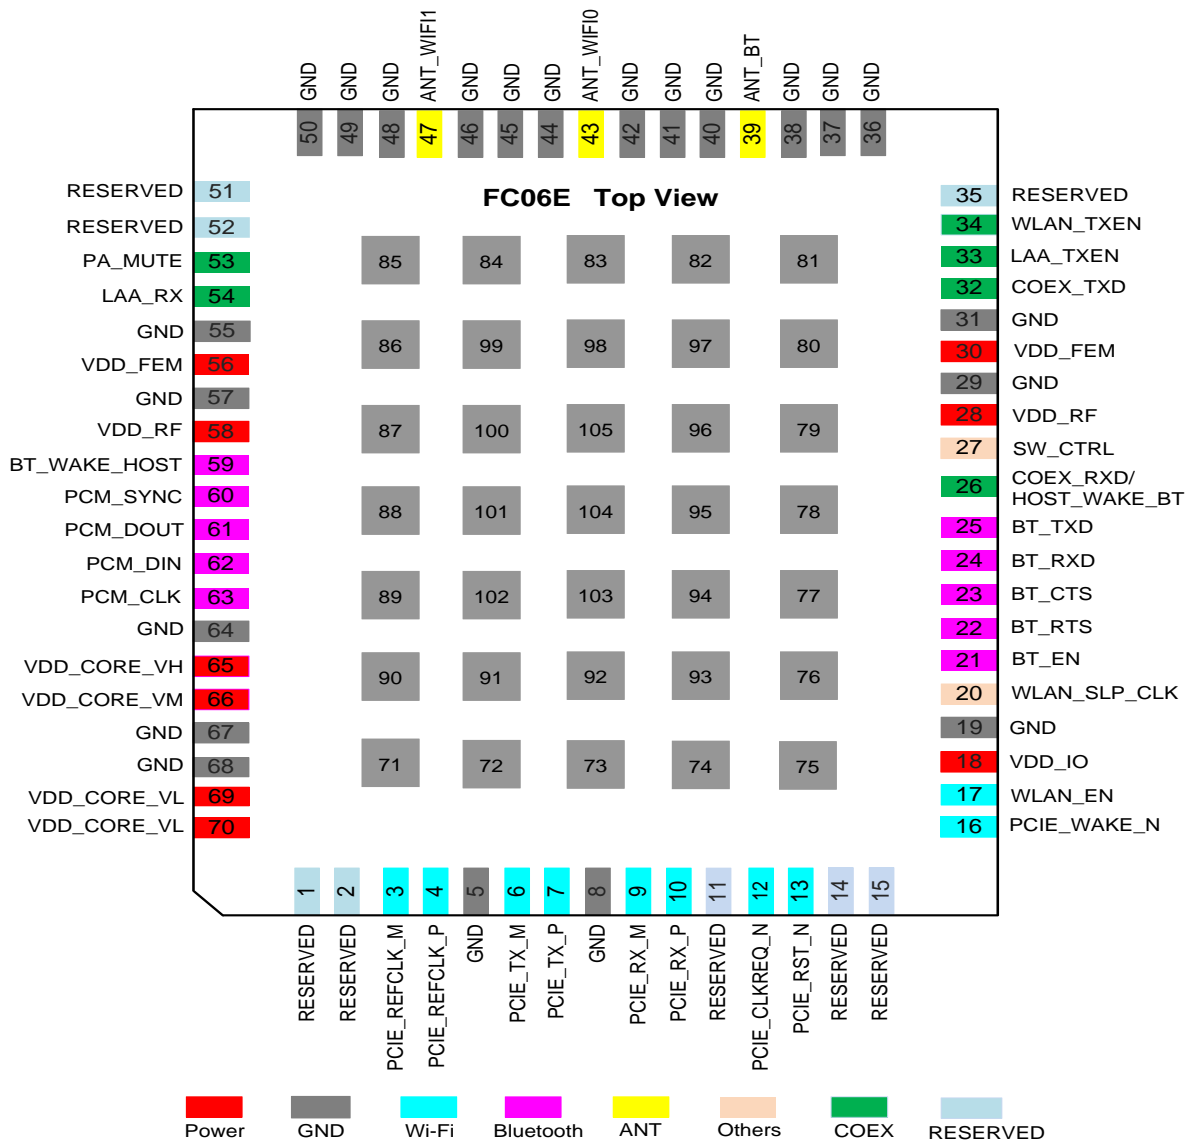 GND
GND
GND
ANT_WIFI1
GND
GND
GND
ANT_WIFI0
GND
GND
GND
ANT_BT
GND
GND
GND
50
49
48
47
46
45
44
43
42
41
40
39
38
37
36
FC06E Top View
RESERVED 51
RESERVED 52
PA_MUTE 53
LAA_RX 54
GND 55
VDD_FEM 56
GND 57
VDD_RF 58
BT_WAKE_HOST 59
PCM_SYNC 60
PCM_DOUT 61
PCM_DIN 62
PCM_CLK 63
GND 64
VDD_CORE_VH 65
VDD_CORE_VM 66
GND 67
GND 68
VDD_CORE_VL 69
VDD_CORE_VL 70
85 84 83 82 81
86 99 98 97 80
87 100 105 96 79
88 101 104 95 78
89 102 103 94 77
90 91 92 93 76
71 72 73 74 75
35 RESERVED
34 WLAN_TXEN
33 LAA_TXEN
32 COEX_TXD
31 GND
30 VDD_FEM
29 GND
28 VDD_RF
27 SW_CTRL
26 COEX_RXD/
HOST_WAKE_BT
25 BT_TXD
24 BT_RXD
23 BT_CTS
22 BT_RTS
21 BT_EN
20 WLAN_SLP_CLK
19 GND
18 VDD_IO
17 WLAN_EN
16 PCIE_WAKE_N
1
2
3
4
5
6
7
8
9
10
11
12
13
14
15
RESERVED
RESERVED
PCIE_REFCLK_M
PCIE_REFCLK_P
GND
PCIE_TX_M
PCIE_TX_P
GND
PCIE_RX_M
PCIE_RX_P
RESERVED
PCIE_CLKREQ_N
PCIE_RST_N
RESERVED
RESERVED
Power GND Wi-Fi Bluetooth ANT Others COEX RESERVED